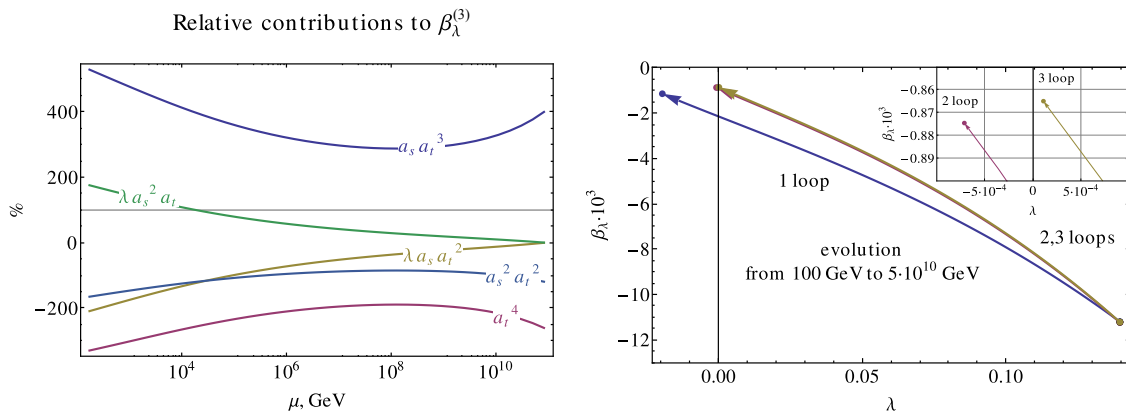 Relative contributions to β_λ^(3)
%
400
200
0
−200
a_s a_t^3
λ a_s^2 a_t
λ a_s a_t^2
a_s^2 a_t^2
a_t^4
10^4
10^6
10^8
10^10
μ, GeV
β_λ·10^3
0
−2
−4
−6
−8
−10
−12
0.00
0.05
0.10
λ
1 loop
2,3 loops
evolution
from 100 GeV to 5·10^10 GeV
β_λ·10^3
−0.86
−0.87
−0.88
−0.89
2 loop
3 loop
−5·10^-4
0
5·10^-4
λ